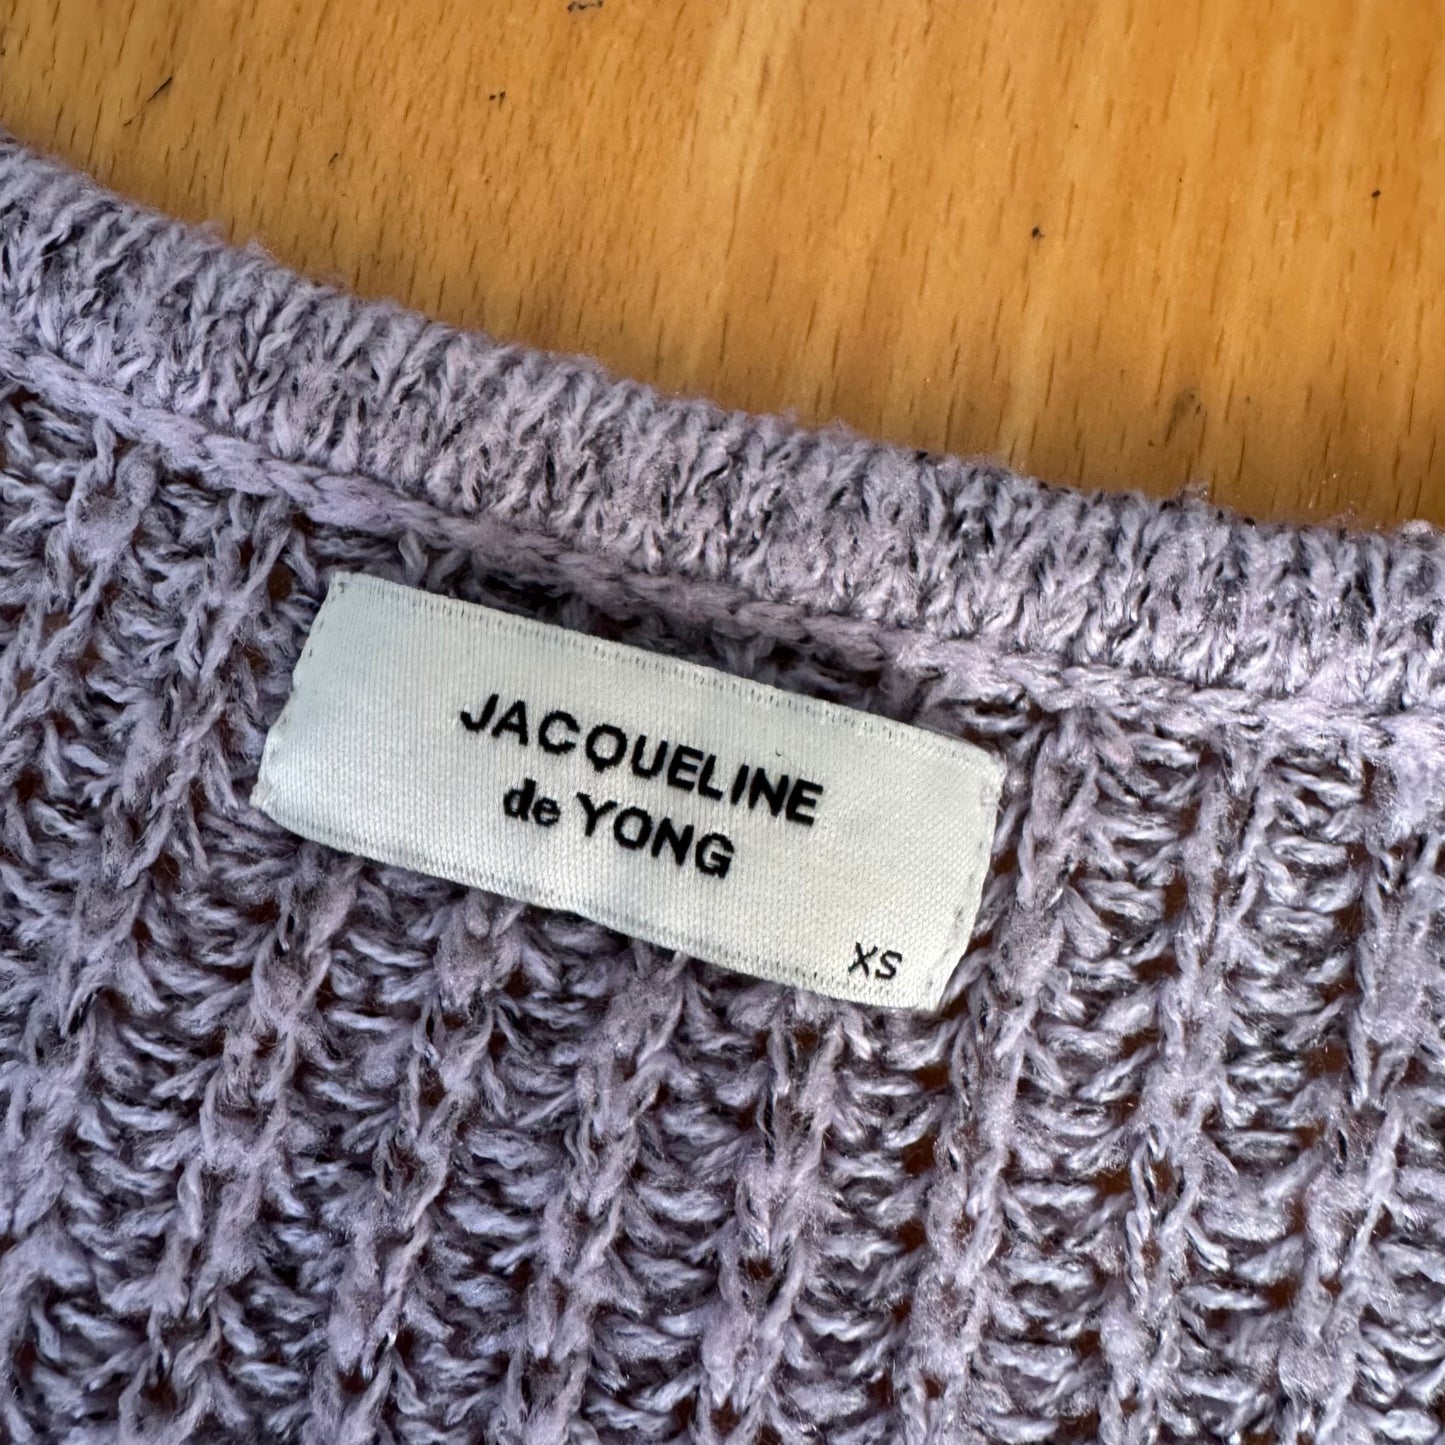 JACQUELINE
de YONG
XS